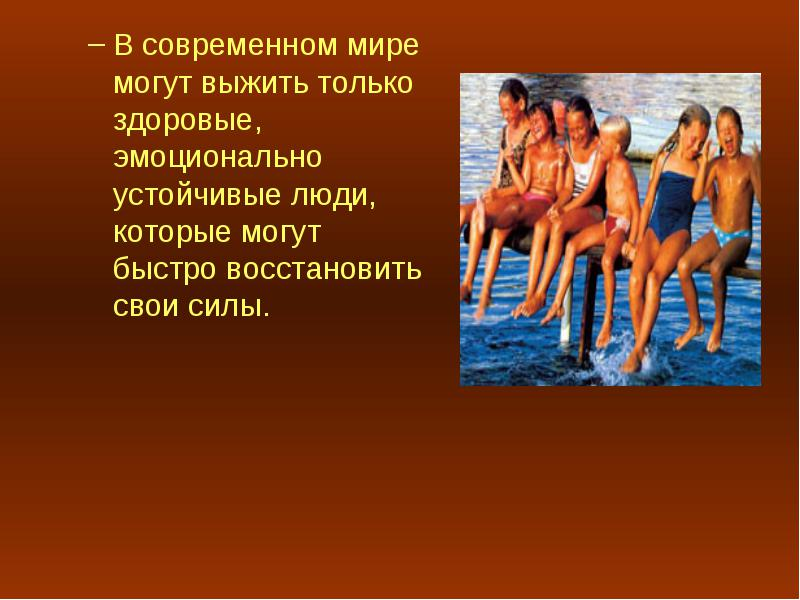 – В современном мире
могут выжить только
здоровые,
эмоционально
устойчивые люди,
которые могут
быстро восстановить
свои силы.